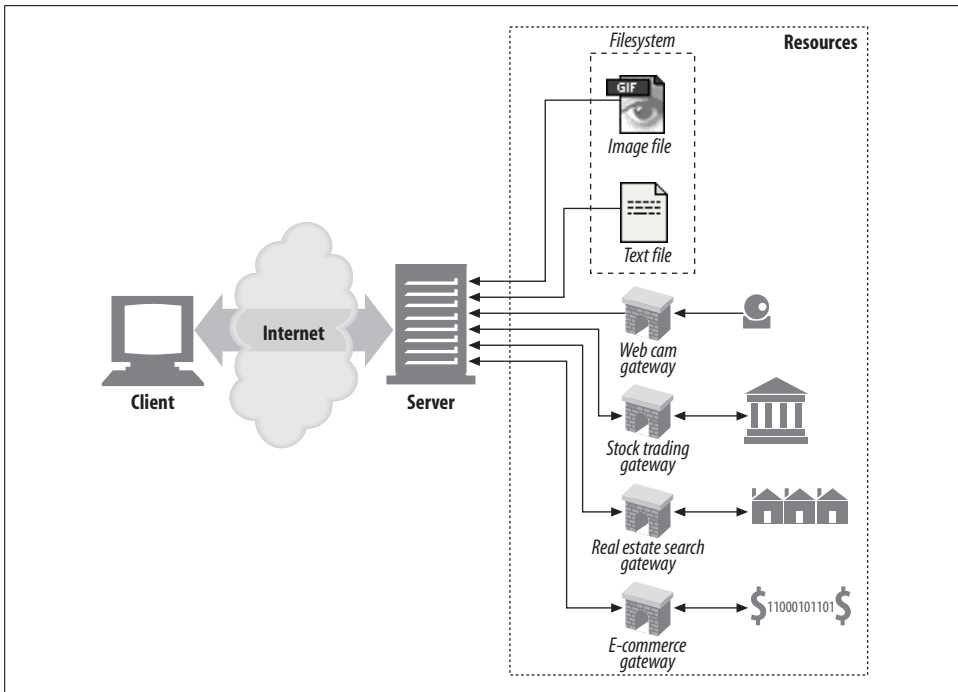 Filesystem
Resources
GIF
Image file
Text file
Internet
Client
Server
Web cam
gateway
Stock trading
gateway
Real estate search
gateway
$11000101101$
E-commerce
gateway